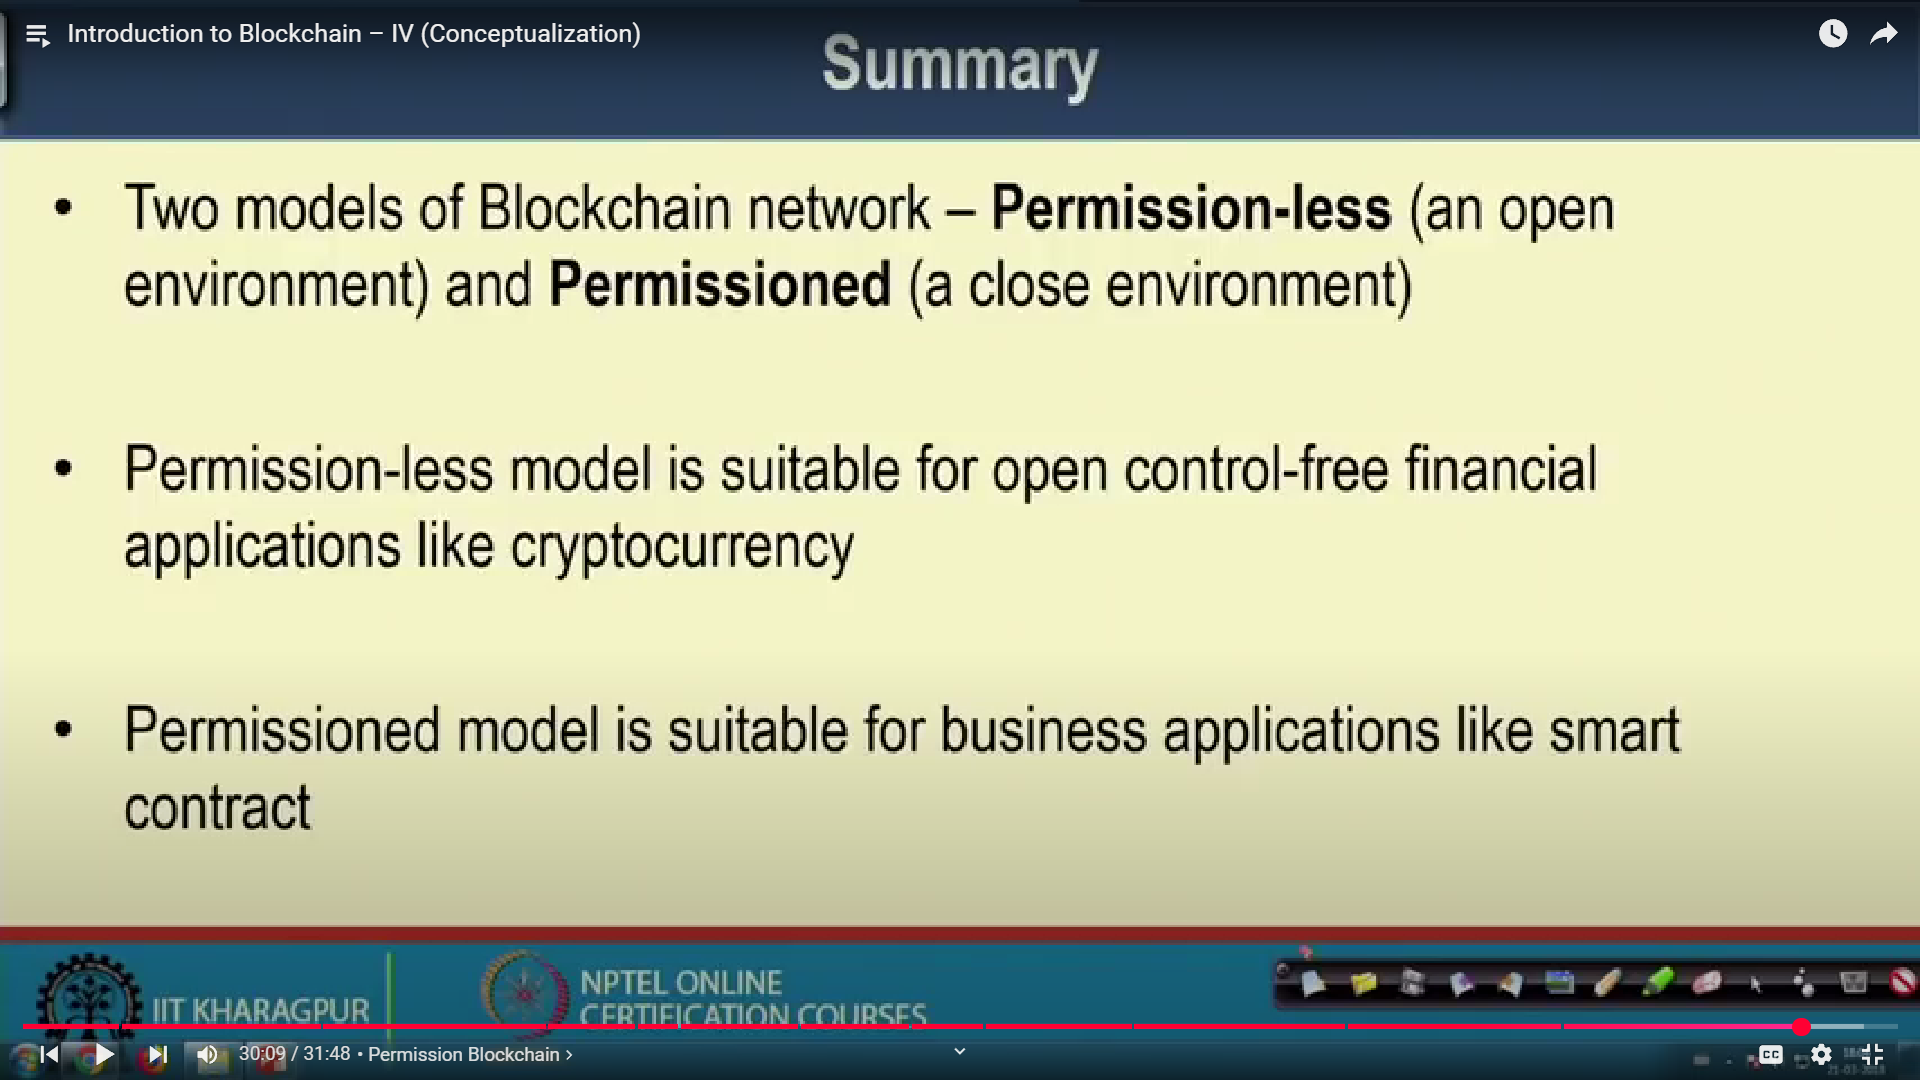 Introduction to Blockchain – IV (Conceptualization)
Summary
• Two models of Blockchain network – Permission-less (an open
environment) and Permissioned (a close environment)
• Permission-less model is suitable for open control-free financial
applications like cryptocurrency
• Permissioned model is suitable for business applications like smart
contract
IIT KHARAGPUR
NPTEL ONLINE
CERTIFICATION COURSES
30:09 / 31:48 • Permission Blockchain ›
CC